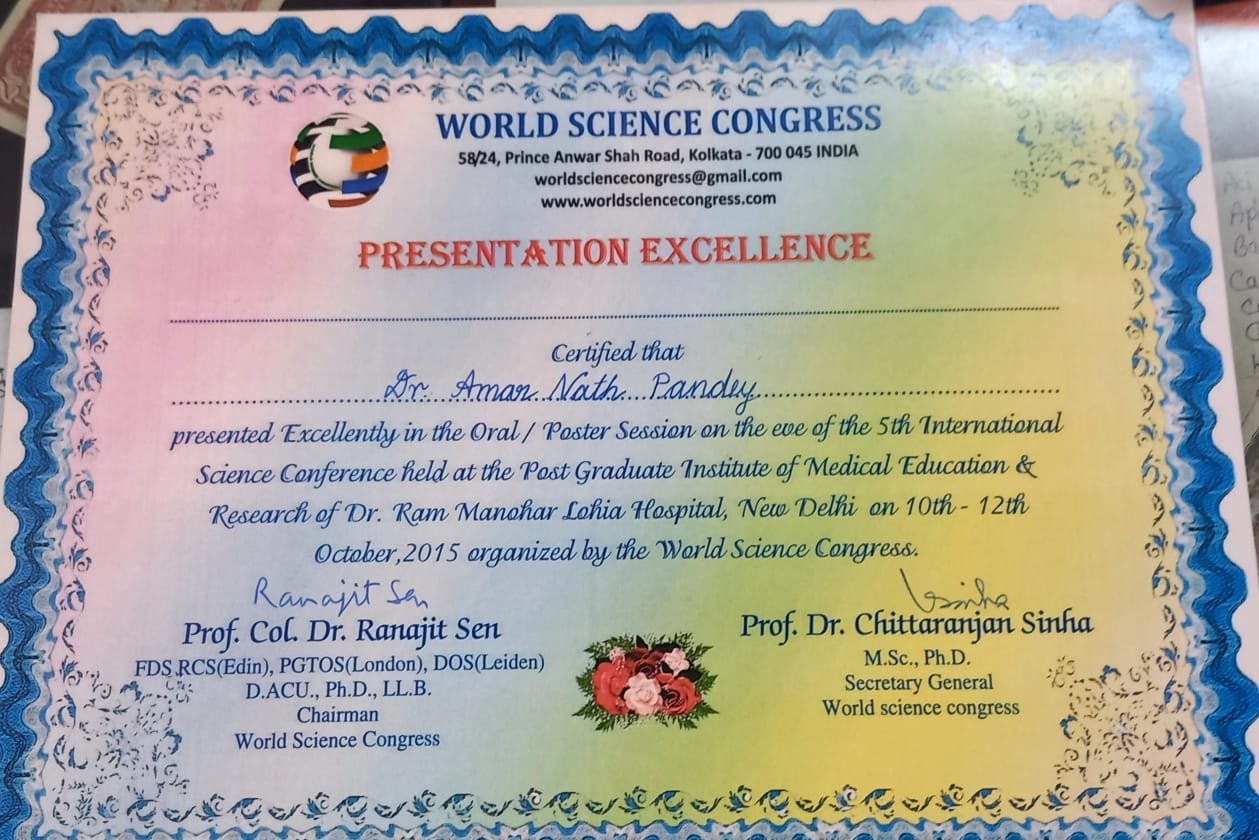 WORLD SCIENCE CONGRESS
58/24, Prince Anwar Shah Road, Kolkata - 700 045 INDIA
worldsciencecongress@gmail.com
www.worldsciencecongress.com
PRESENTATION EXCELLENCE
Certified that
Dr. Amar Nath Pandey
presented Excellently in the Oral / Poster Session on the eve of the 5th International
Science Conference held at the Post Graduate Institute of Medical Education &
Research of Dr. Ram Manohar Lohia Hospital, New Delhi on 10th - 12th
October,2015 organized by the World Science Congress.
Ranajit Sen
Prof. Col. Dr. Ranajit Sen
FDS,RCS(Edin), PGTOS(London), DOS(Leiden)
D.ACU., Ph.D., LL.B.
Chairman
World Science Congress
Prof. Dr. Chittaranjan Sinha
M.Sc., Ph.D.
Secretary General
World science congress